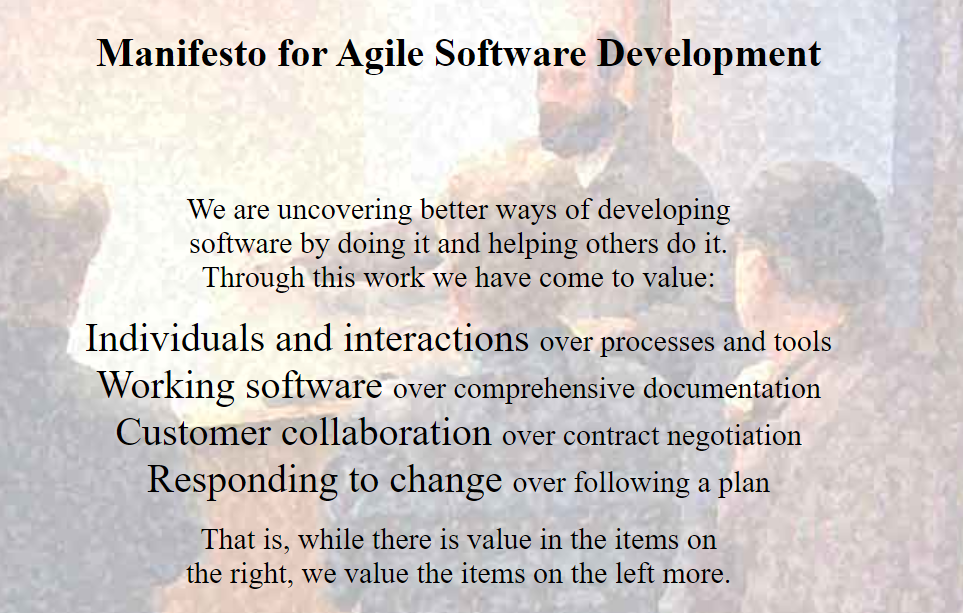 Manifesto for Agile Software Development
We are uncovering better ways of developing
software by doing it and helping others do it.
Through this work we have come to value:
Individuals and interactions over processes and tools
Working software over comprehensive documentation
Customer collaboration over contract negotiation
Responding to change over following a plan
That is, while there is value in the items on
the right, we value the items on the left more.